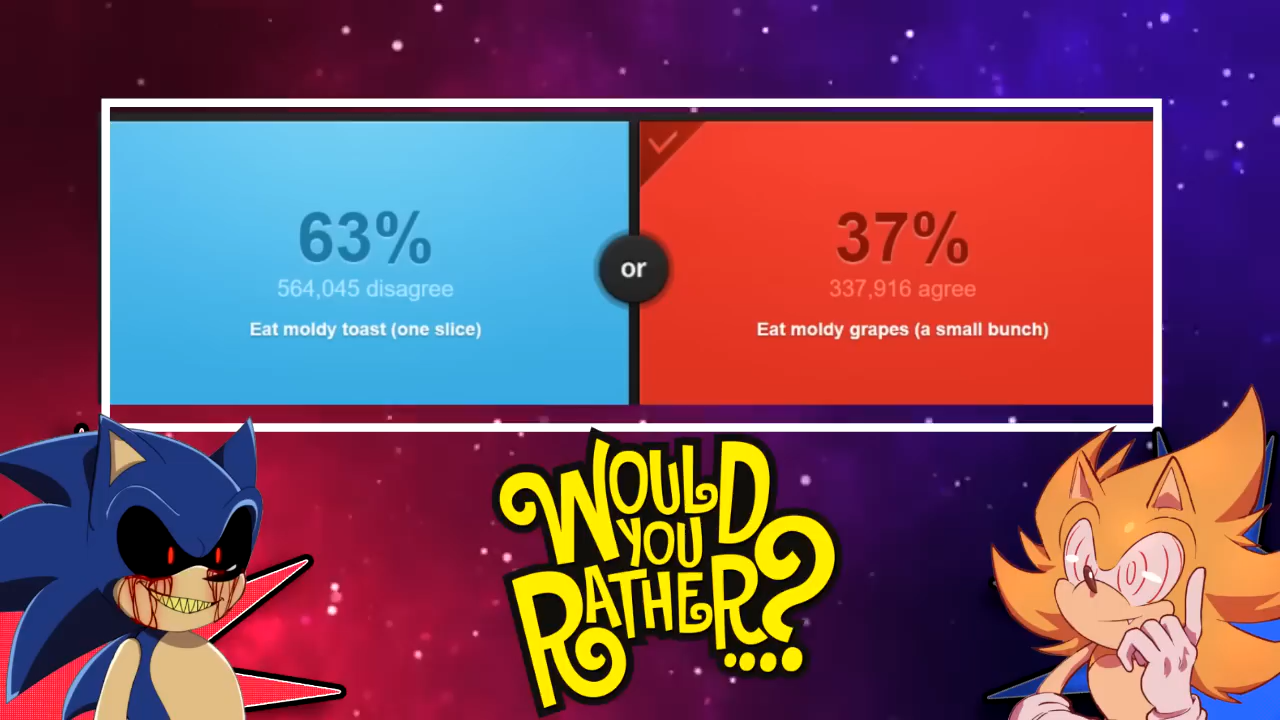 63%
564,045 disagree
Eat moldy toast (one slice)
or
37%
337,916 agree
Eat moldy grapes (a small bunch)
WOULD
YOU
RATHER?...